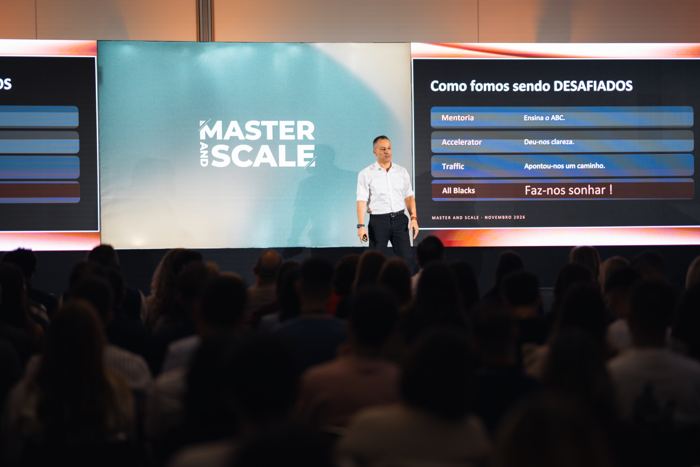 OS
MASTER
AND
SCALE
Como fomos sendo DESAFIADOS
Mentoria Ensina o ABC.
Accelerator Deu-nos clareza.
Traffic Apontou-nos um caminho.
All Blacks Faz-nos sonhar !
MASTER AND SCALE - NOVEMBRO 2024